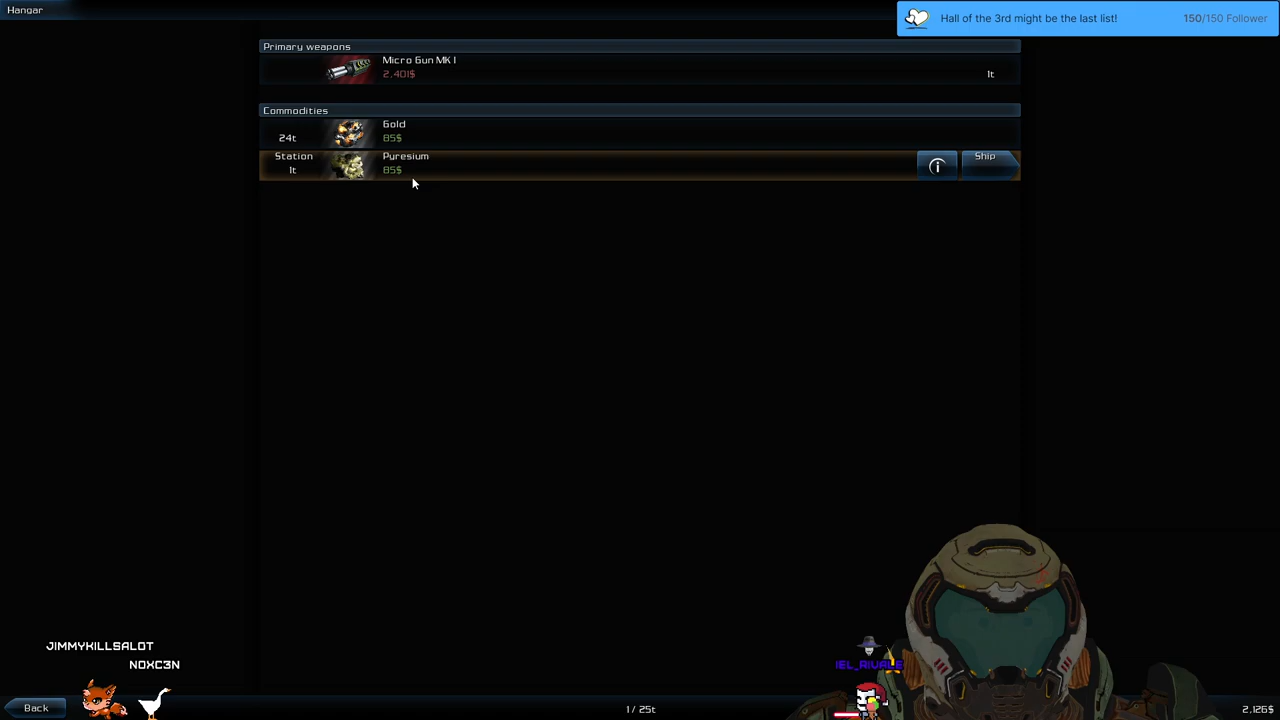 Hangar
Hall of the 3rd might be the last list!
150/150 Follower
Primary weapons
Micro Gun MK I
2,401$
1t
Commodities
Gold
24t
85$
Station
Puresium
Ship
1t
85$
JIMMYKILLSALOT
NOXC3N
IEL_RIVALE
Back
1 / 25t
2,126$